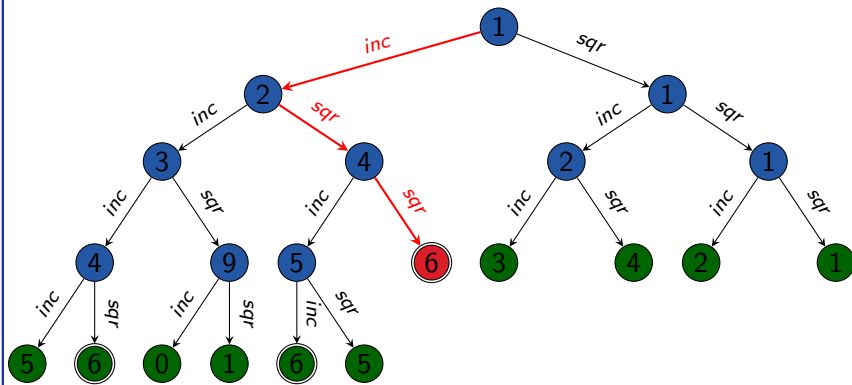 1
inc sqr
2 1
inc sqr inc sqr
3 4 2 1
inc sqr inc sqr inc sqr inc sqr
4 9 5 6 3 4 2 1
inc sqr inc sqr inc sqr
5 6 0 1 6 5